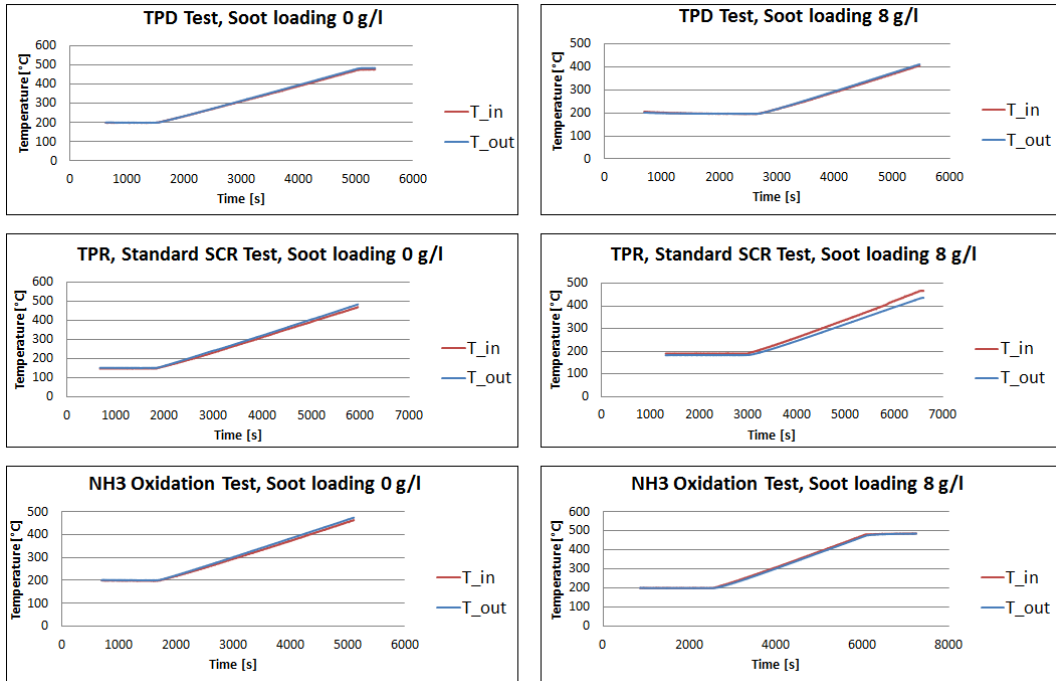 TPD Test, Soot loading 0 g/l
Temperature [°C]
600
500
400
300
200
100
0
0 1000 2000 3000 4000 5000 6000
Time [s]
T_in
T_out
TPD Test, Soot loading 8 g/l
Temperature [°C]
500
400
300
200
100
0
0 1000 2000 3000 4000 5000 6000
Time [s]
T_in
T_out
TPR, Standard SCR Test, Soot loading 0 g/l
Temperature [°C]
600
500
400
300
200
100
0
0 1000 2000 3000 4000 5000 6000 7000
Time [s]
T_in
T_out
TPR, Standard SCR Test, Soot loading 8 g/l
Temperature [°C]
500
400
300
200
100
0
0 1000 2000 3000 4000 5000 6000 7000
Time [s]
T_in
T_out
NH3 Oxidation Test, Soot loading 0 g/l
Temperature [°C]
500
400
300
200
100
0
0 1000 2000 3000 4000 5000 6000
Time [s]
T_in
T_out
NH3 Oxidation Test, Soot loading 8 g/l
Temperature [°C]
600
500
400
300
200
100
0
0 2000 4000 6000 8000
Time [s]
T_in
T_out